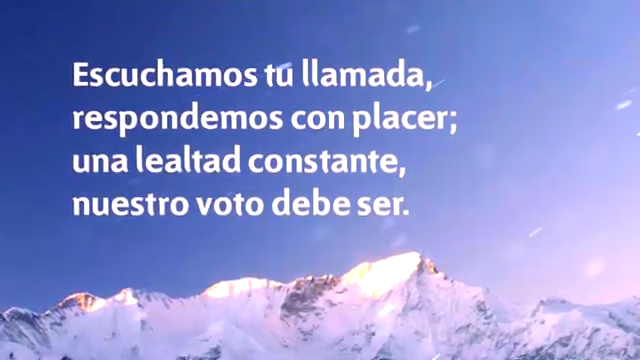 Escuchamos tu llamada,
respondemos con placer;
una lealtad constante,
nuestro voto debe ser.